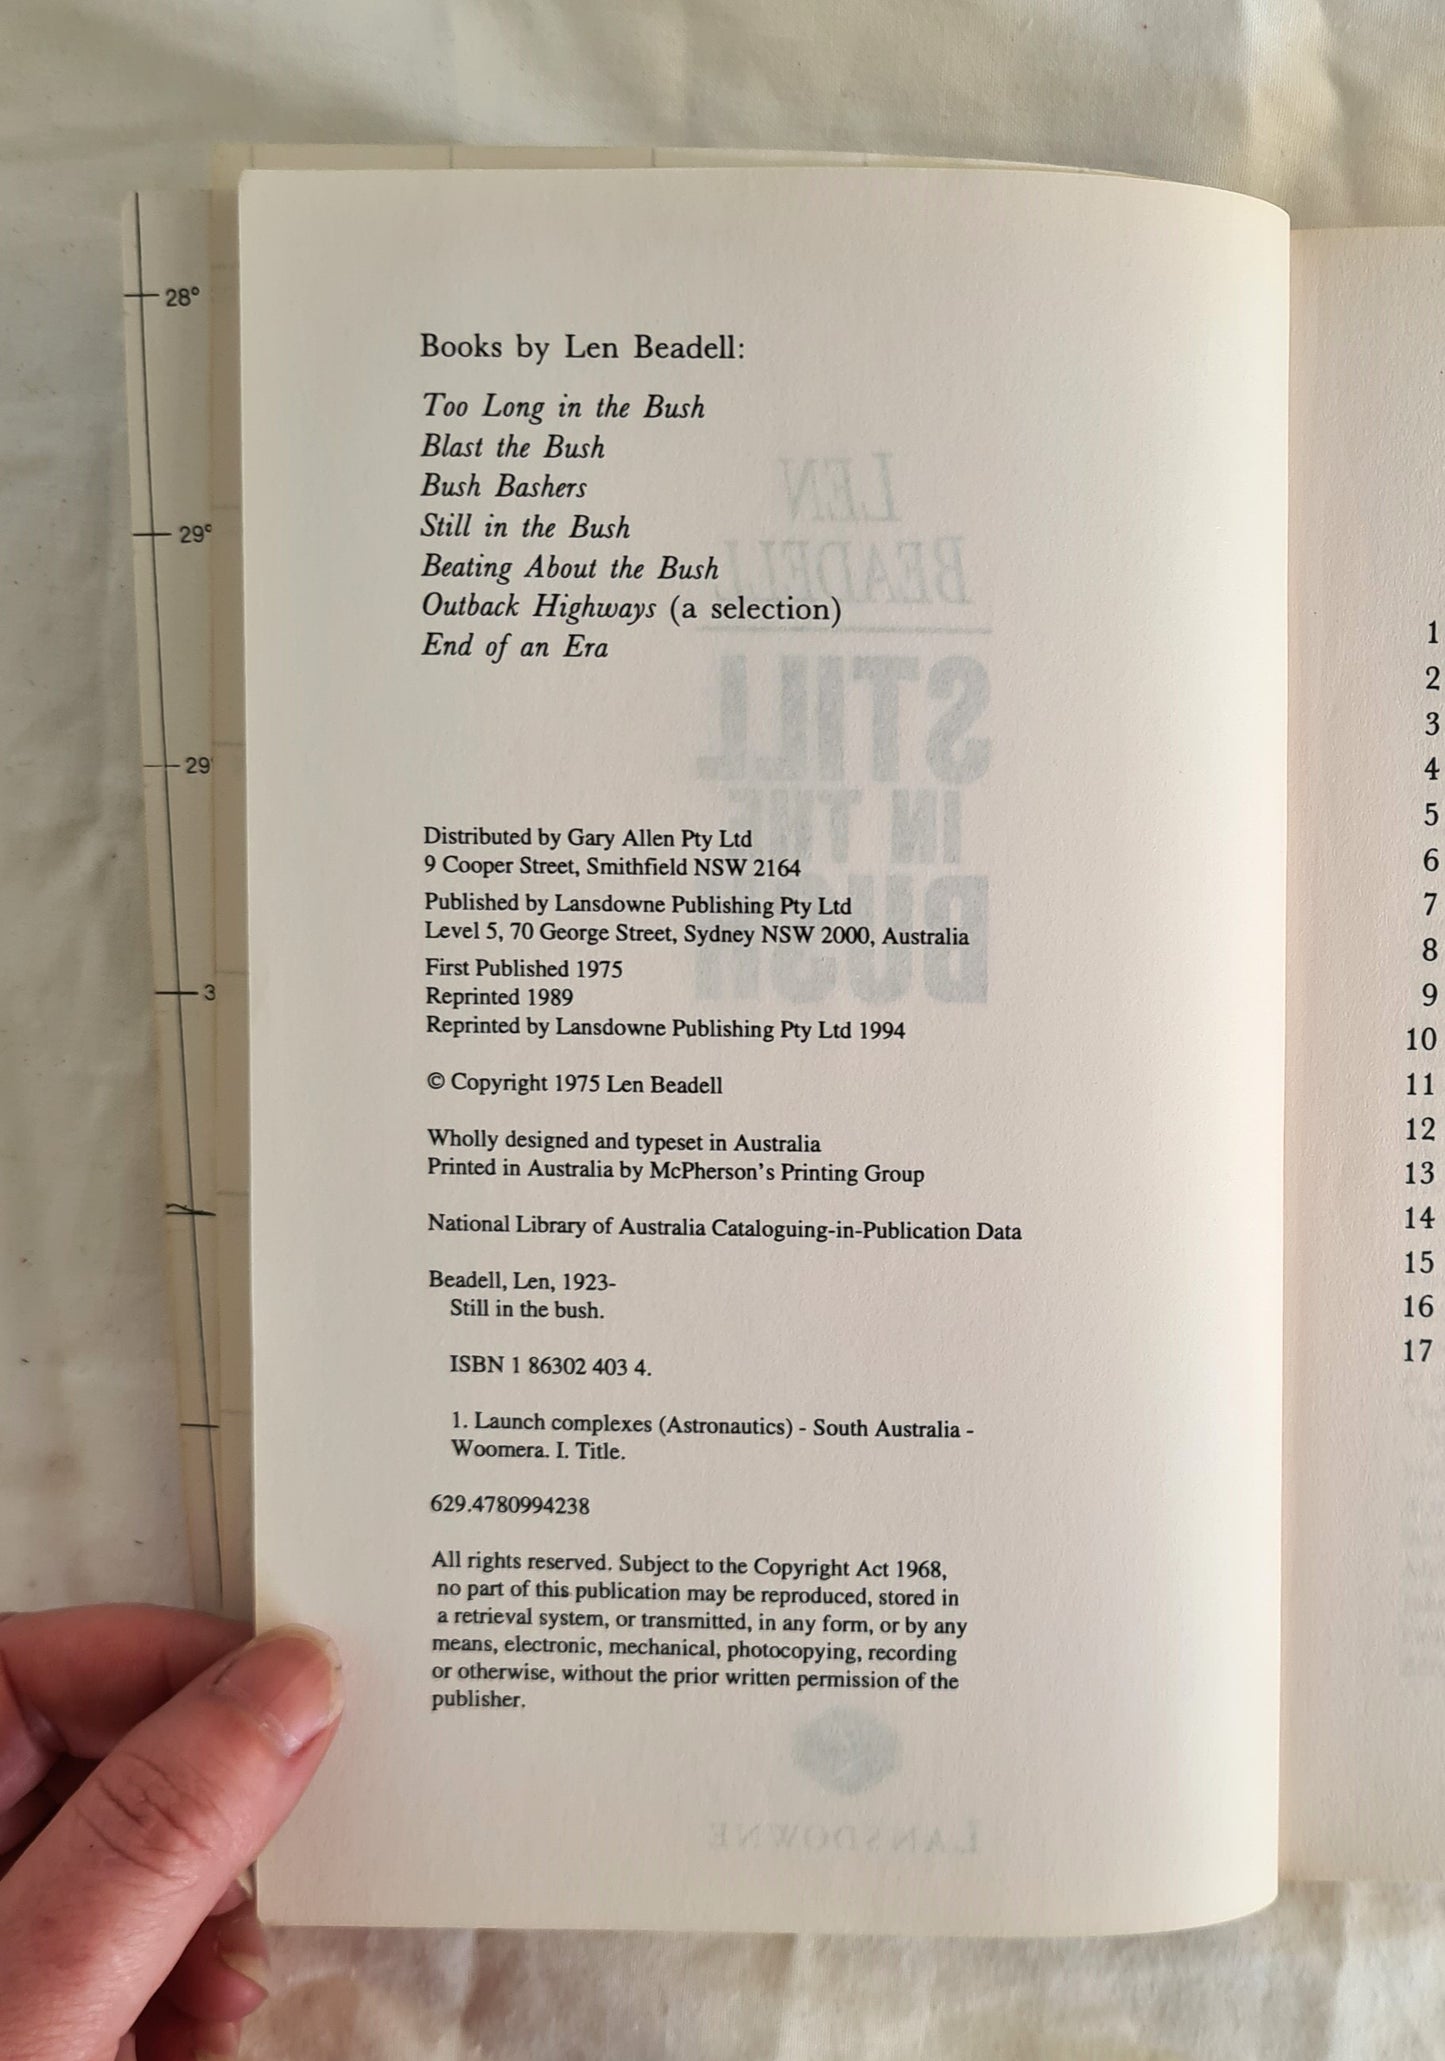 28°
29°
29
3
Books by Len Beadell:
Too Long in the Bush
Blast the Bush
Bush Bashers
Still in the Bush
Beating About the Bush
Outback Highways (a selection)
End of an Era
Distributed by Gary Allen Pty Ltd
9 Cooper Street, Smithfield NSW 2164
Published by Lansdowne Publishing Pty Ltd
Level 5, 70 George Street, Sydney NSW 2000, Australia
First Published 1975
Reprinted 1989
Reprinted by Lansdowne Publishing Pty Ltd 1994
© Copyright 1975 Len Beadell
Wholly designed and typeset in Australia
Printed in Australia by McPherson's Printing Group
National Library of Australia Cataloguing-in-Publication Data
Beadell, Len, 1923-
Still in the bush.
ISBN 1 86302 403 4.
1. Launch complexes (Astronautics) - South Australia -
Woomera. I. Title.
629.4780994238
All rights reserved. Subject to the Copyright Act 1968,
no part of this publication may be reproduced, stored in
a retrieval system, or transmitted, in any form, or by any
means, electronic, mechanical, photocopying, recording
or otherwise, without the prior written permission of the
publisher.
LEN
BEADELL
STILL
IN THE
BUSH
LANSDOWNE
1
2
3
4
5
6
7
8
9
10
11
12
13
14
15
16
17